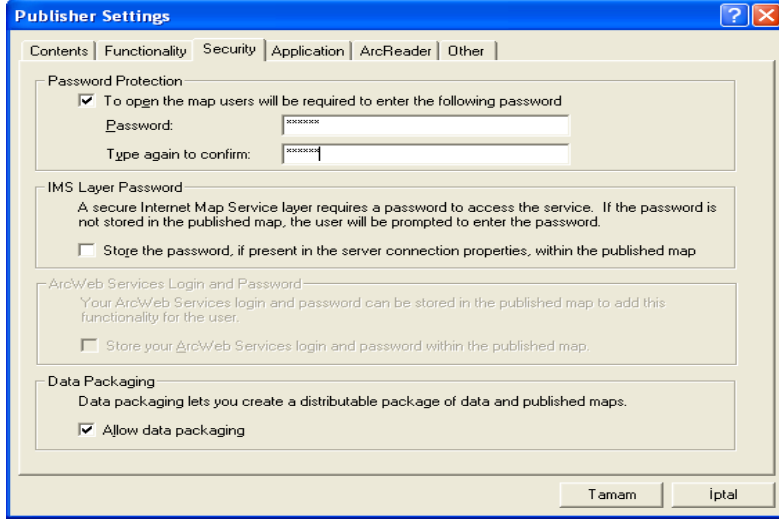 Publisher Settings
Contents Functionality Security Application ArcReader Other
Password Protection
To open the map users will be required to enter the following password
Password: ******
Type again to confirm: ******
IMS Layer Password
A secure Internet Map Service layer requires a password to access the service. If the password is
not stored in the published map, the user will be prompted to enter the password.
Store the password, if present in the server connection properties, within the published map
ArcWeb Services Login and Password
Your ArcWeb Services login and password can be stored in the published map to add this
functionality for the user.
Store your ArcWeb Services login and password within the published map.
Data Packaging
Data packaging lets you create a distributable package of data and published maps.
Allow data packaging
Tamam İptal